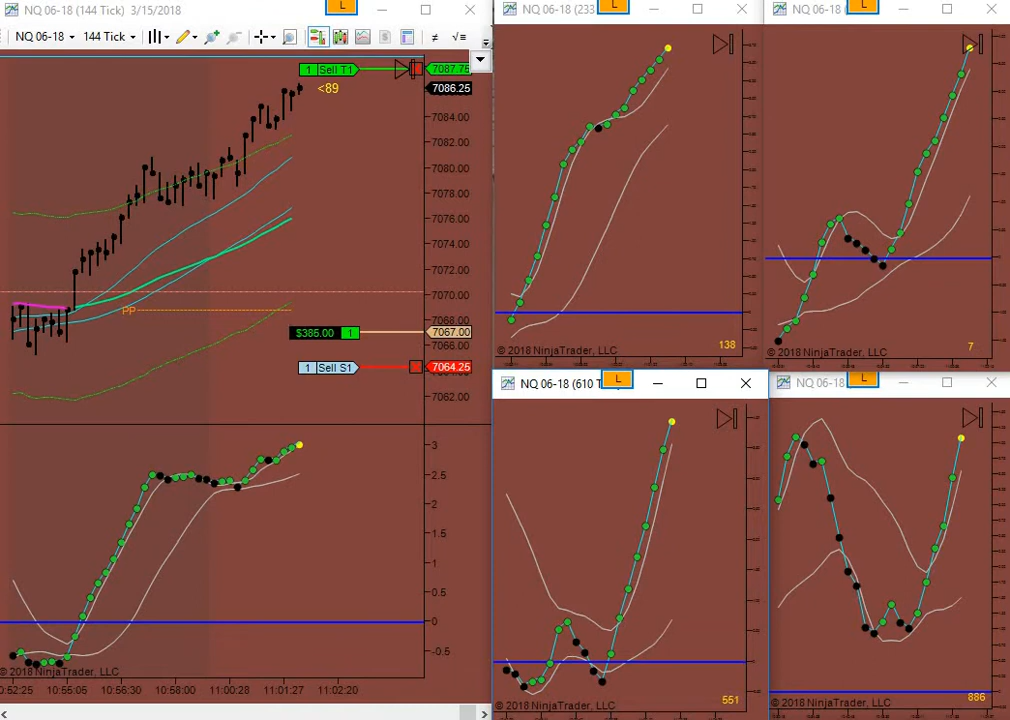 NQ 06-18 (144 Tick) 3/15/2018
L
NQ 06-18
144 Tick
1 Sell T1
7087.75
<89
7086.25
7084.00
7082.00
7080.00
7078.00
7076.00
7074.00
7072.00
7070.00
PP
7068.00
$385.00 1
7067.00
7066.00
1 Sell S1
7064.25
7062.00
3
2.5
2
1.5
1
0.5
0
-0.5
© 2018 NinjaTrader, LLC
0:52:25 10:55:05 10:56:30 10:58:00 11:00:28 11:01:27 11:02:20
NQ 06-18 (233
L
138
© 2018 NinjaTrader, LLC
NQ 06-18
L
7
© 2018 NinjaTrader, LLC
NQ 06-18 (610 T
L
551
© 2018 NinjaTrader, LLC
NQ 06-18
L
886
© 2018 NinjaTrader, LLC